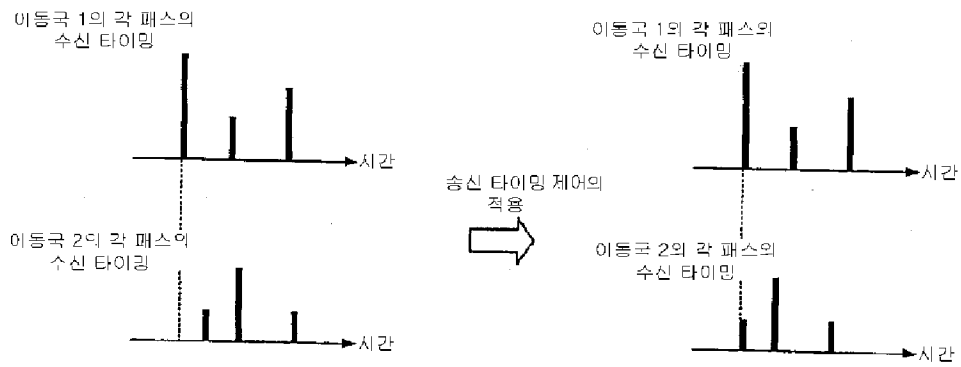 이동국 1의 각 패스의
수신 타이밍
시간
이동국 2의 각 패스의
수신 타이밍
시간
송신 타이밍 제어의
적용
이동국 1의 각 패스의
수신 타이밍
시간
이동국 2의 각 패스의
수신 타이밍
시간